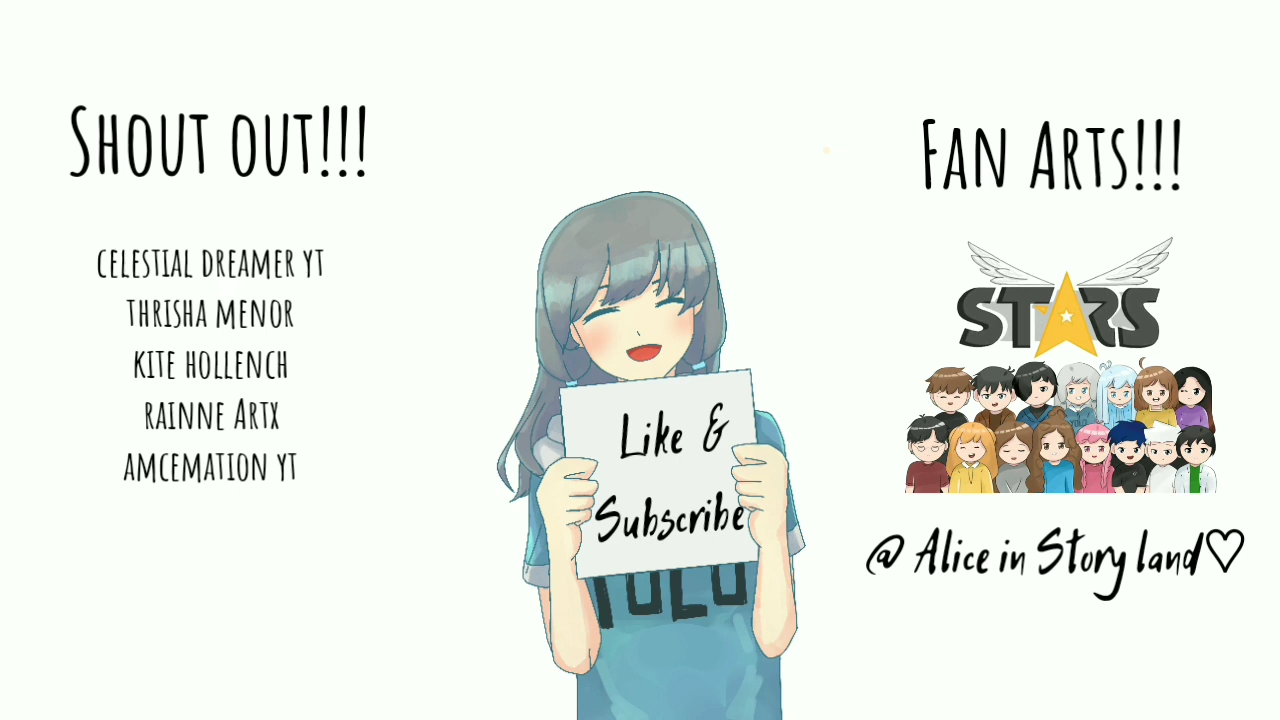 Shout out!!!
celestial dreamer yt
thrisha menor
kite hollench
rainne Artx
amcemation yt
Like &
Subscribe
Fan Arts!!!
STARS
@ Alice in Story land♡